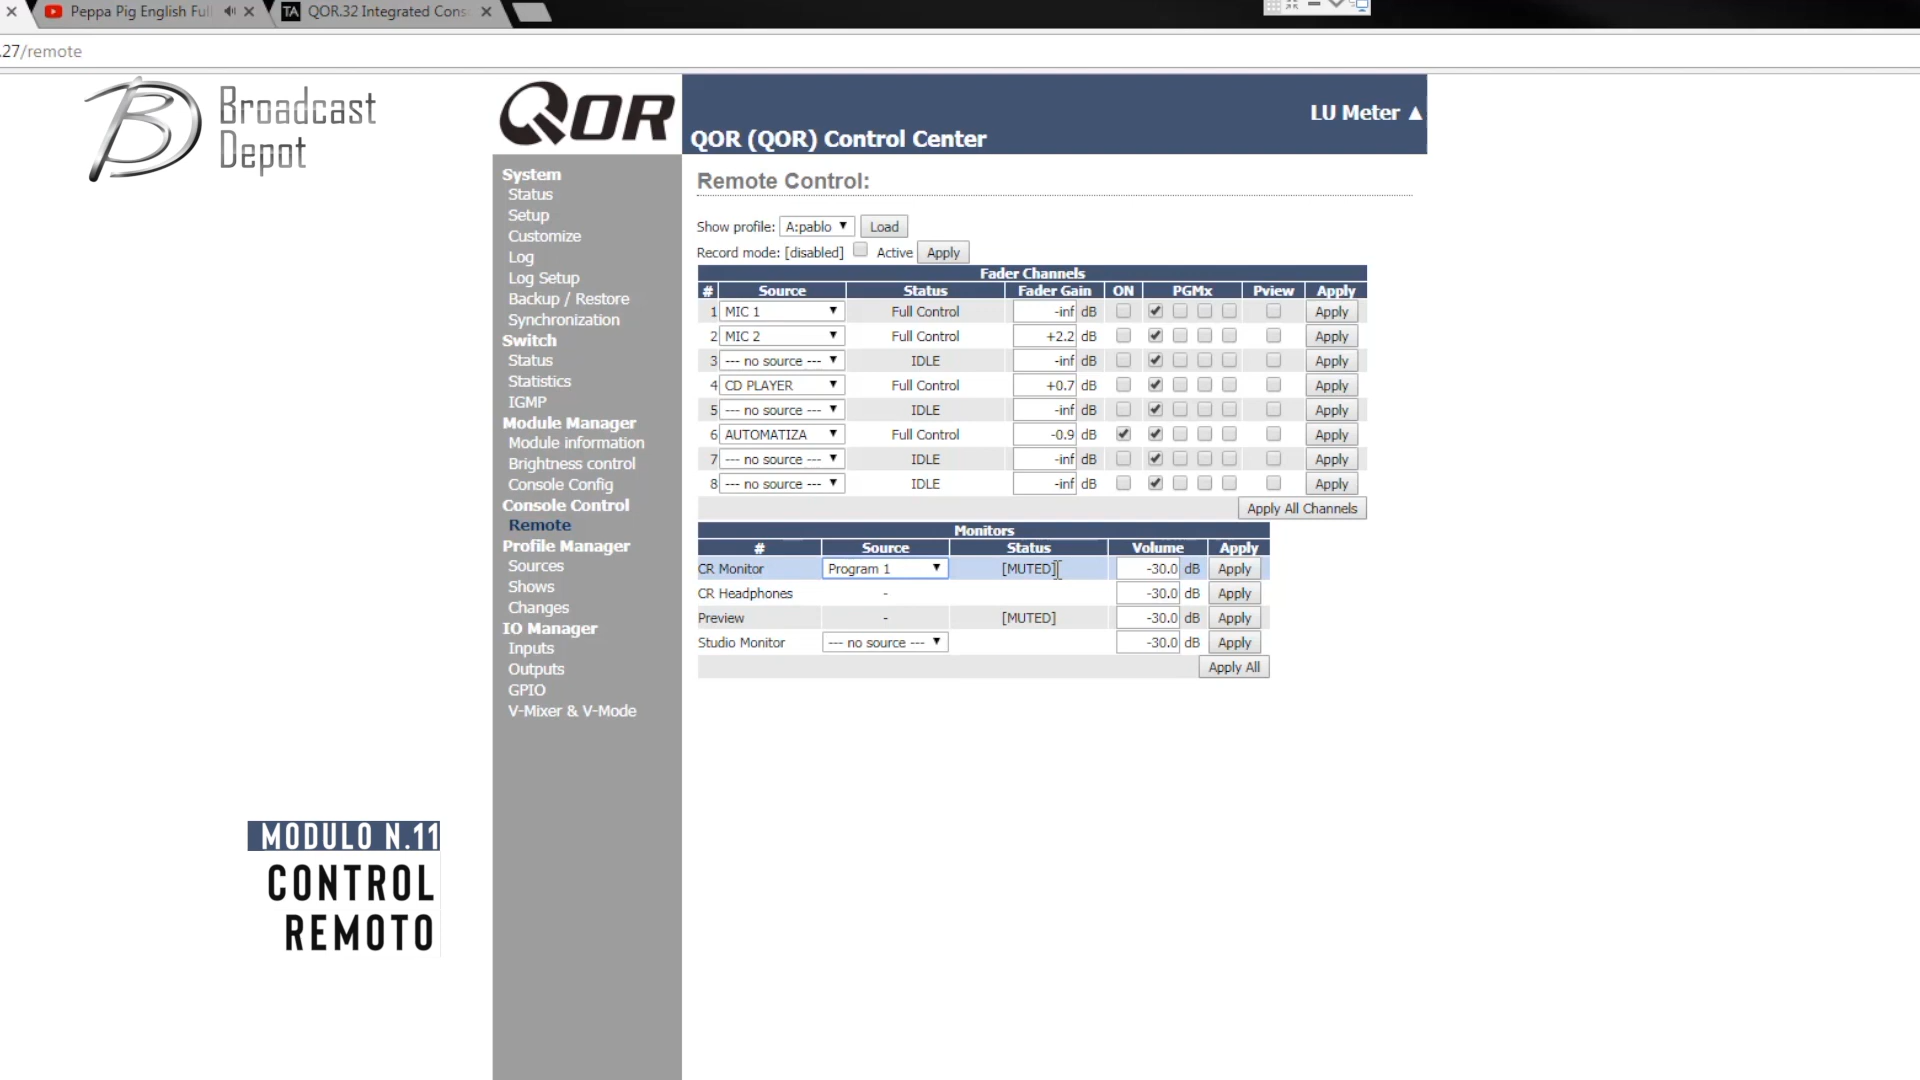 Peppa Pig English Ful
TA QOR.32 Integrated Cons
.27/remote
Broadcast
Depot
QOR
QOR (QOR) Control Center
LU Meter ▲
System
Status
Setup
Customize
Log
Log Setup
Backup / Restore
Synchronization
Switch
Status
Statistics
IGMP
Module Manager
Module information
Brightness control
Console Config
Console Control
Remote
Profile Manager
Sources
Shows
Changes
IO Manager
Inputs
Outputs
GPIO
V-Mixer & V-Mode
Remote Control:
Show profile: A:pablo Load
Record mode: [disabled] Active Apply
Fader Channels
# Source Status Fader Gain ON PGMx Pview Apply
1 MIC 1 Full Control -inf dB Apply
2 MIC 2 Full Control +2.2 dB Apply
3 --- no source --- IDLE -inf dB Apply
4 CD PLAYER Full Control +0.7 dB Apply
5 --- no source --- IDLE -inf dB Apply
6 AUTOMATIZA Full Control -0.9 dB Apply
7 --- no source --- IDLE -inf dB Apply
8 --- no source --- IDLE -inf dB Apply
Apply All Channels
Monitors
# Source Status Volume Apply
CR Monitor Program 1 [MUTED] -30.0 dB Apply
CR Headphones - -30.0 dB Apply
Preview - [MUTED] -30.0 dB Apply
Studio Monitor --- no source --- -30.0 dB Apply
Apply All
MODULO N.11
CONTROL
REMOTO